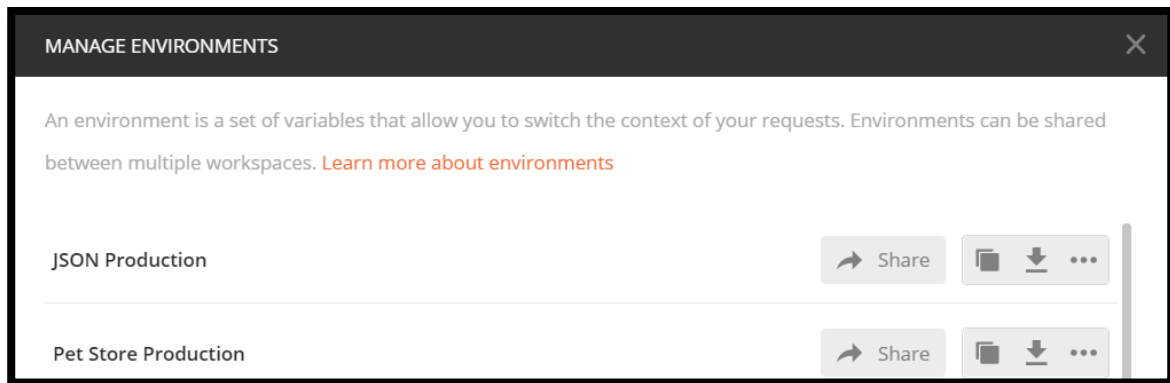 MANAGE ENVIRONMENTS
An environment is a set of variables that allow you to switch the context of your requests. Environments can be shared
between multiple workspaces. Learn more about environments
JSON Production Share
Pet Store Production Share